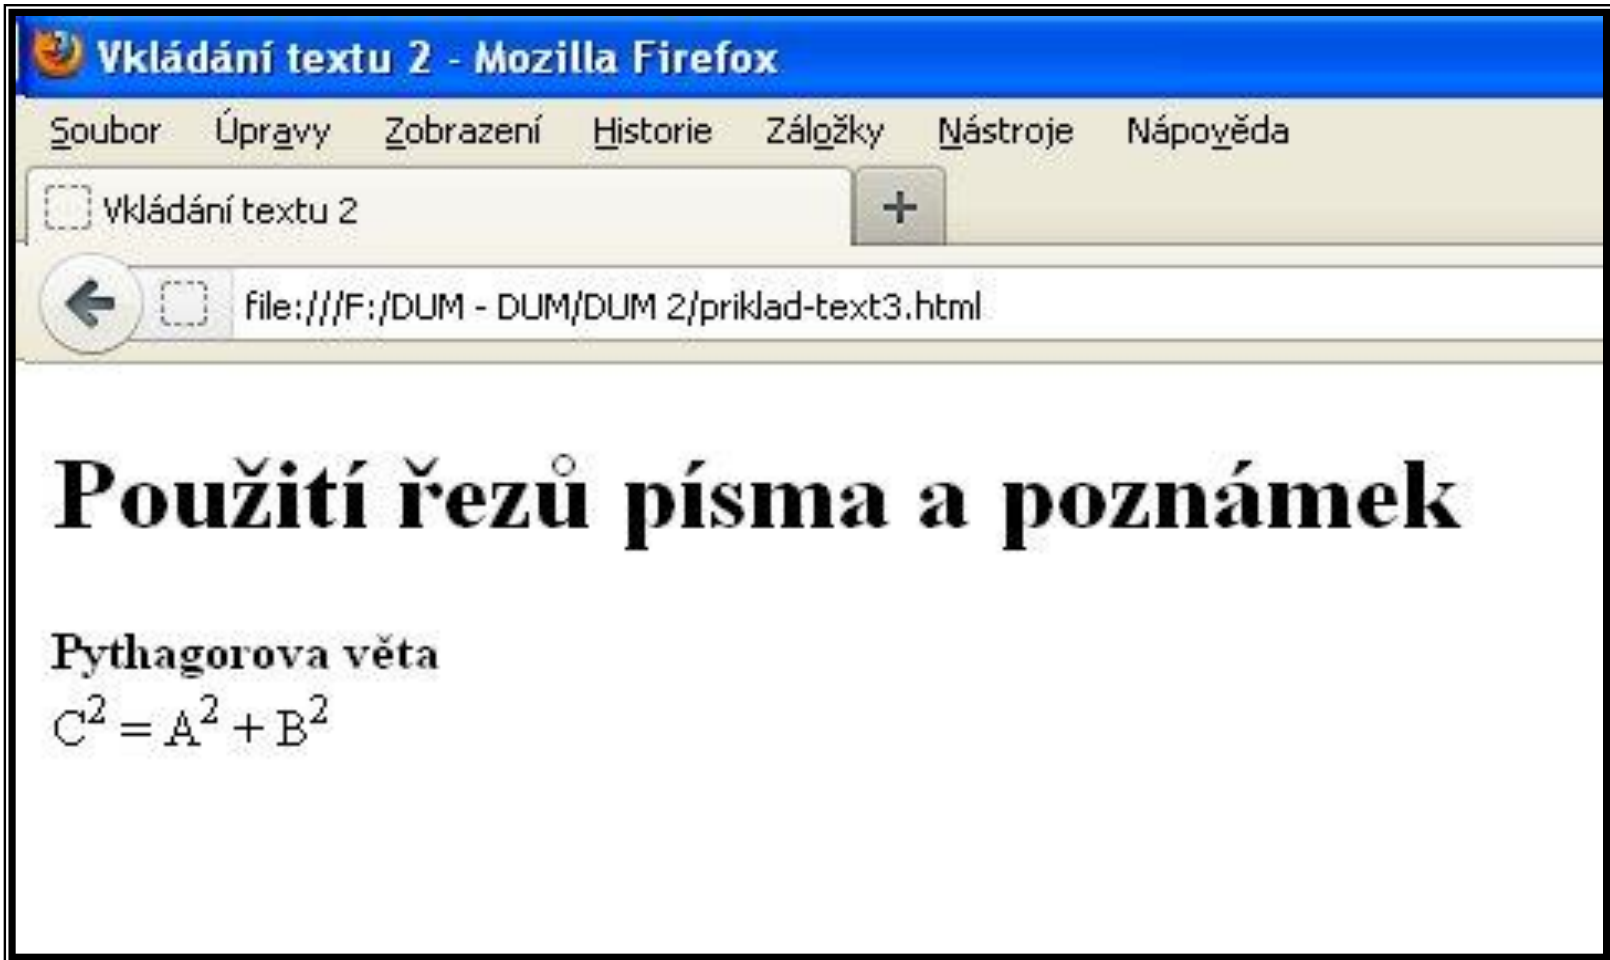 Vkládání textu 2 - Mozilla Firefox
Soubor Úpravy Zobrazení Historie Záložky Nástroje Nápověda
Vkládání textu 2 +
file:///F:/DUM - DUM/DUM 2/priklad-text3.html
Použití řezů písma a poznámek
Pythagorova věta
C² = A² + B²